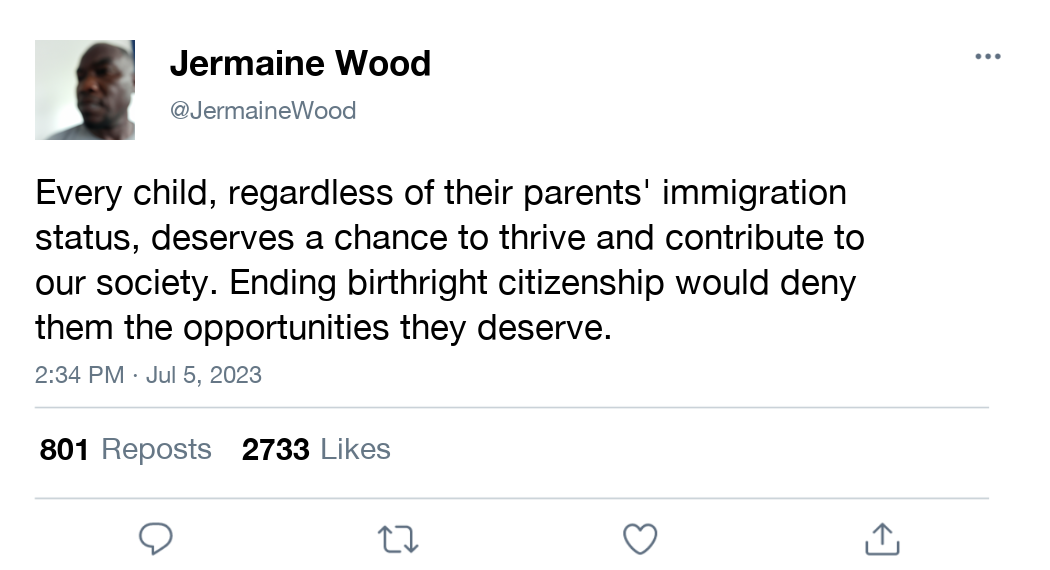 Jermaine Wood
@JermaineWood
Every child, regardless of their parents' immigration
status, deserves a chance to thrive and contribute to
our society. Ending birthright citizenship would deny
them the opportunities they deserve.
2:34 PM · Jul 5, 2023
801 Reposts 2733 Likes